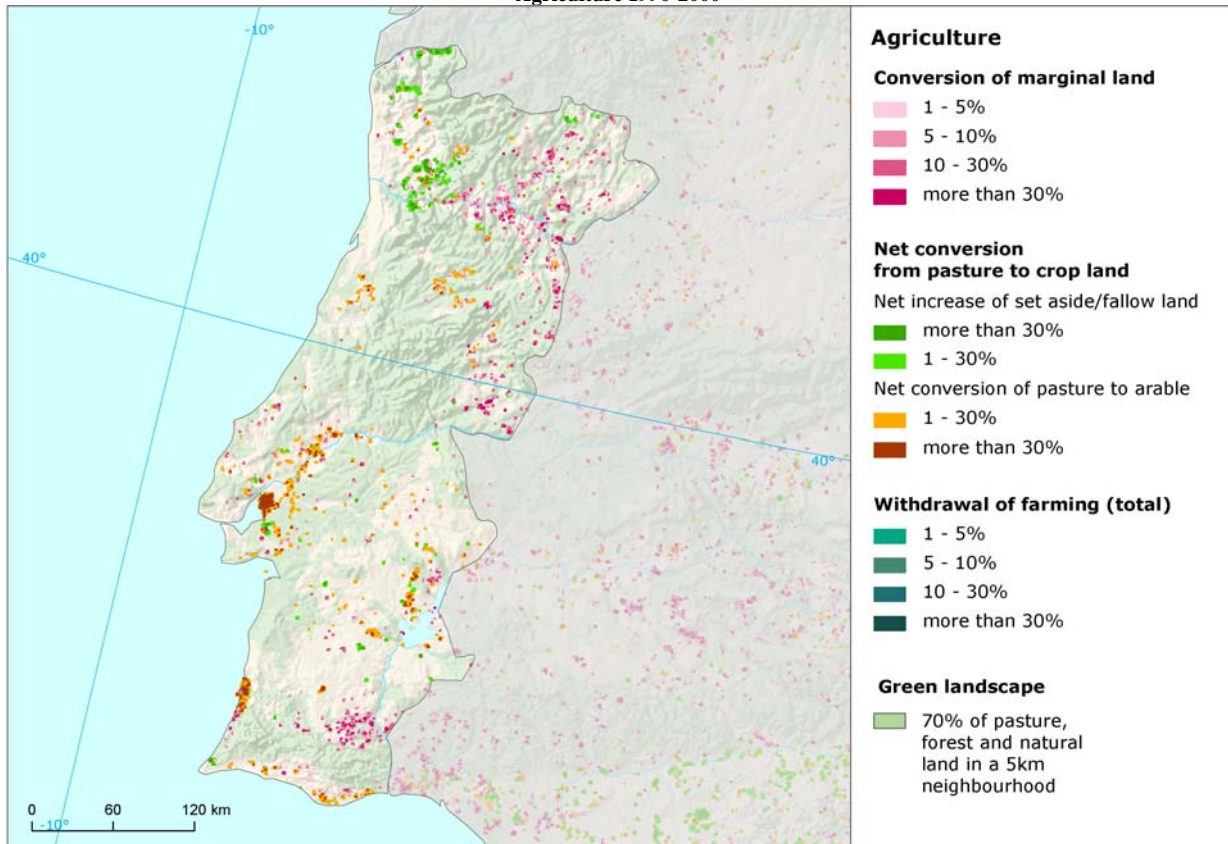 -10°
40°
40°
0 60 120 km
-10°
Agriculture
Conversion of marginal land
1 - 5%
5 - 10%
10 - 30%
more than 30%
Net conversion
from pasture to crop land
Net increase of set aside/fallow land
more than 30%
1 - 30%
Net conversion of pasture to arable
1 - 30%
more than 30%
Withdrawal of farming (total)
1 - 5%
5 - 10%
10 - 30%
more than 30%
Green landscape
70% of pasture,
forest and natural
land in a 5km
neighbourhood